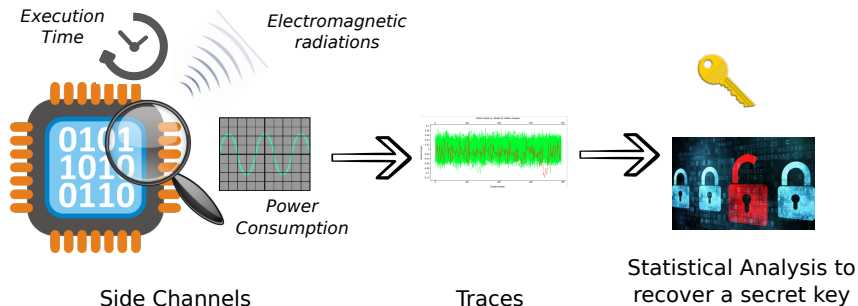 Execution
Time
Electromagnetic
radiations
0101
1010
0110
Power
Consumption
Side Channels
Traces
Statistical Analysis to
recover a secret key